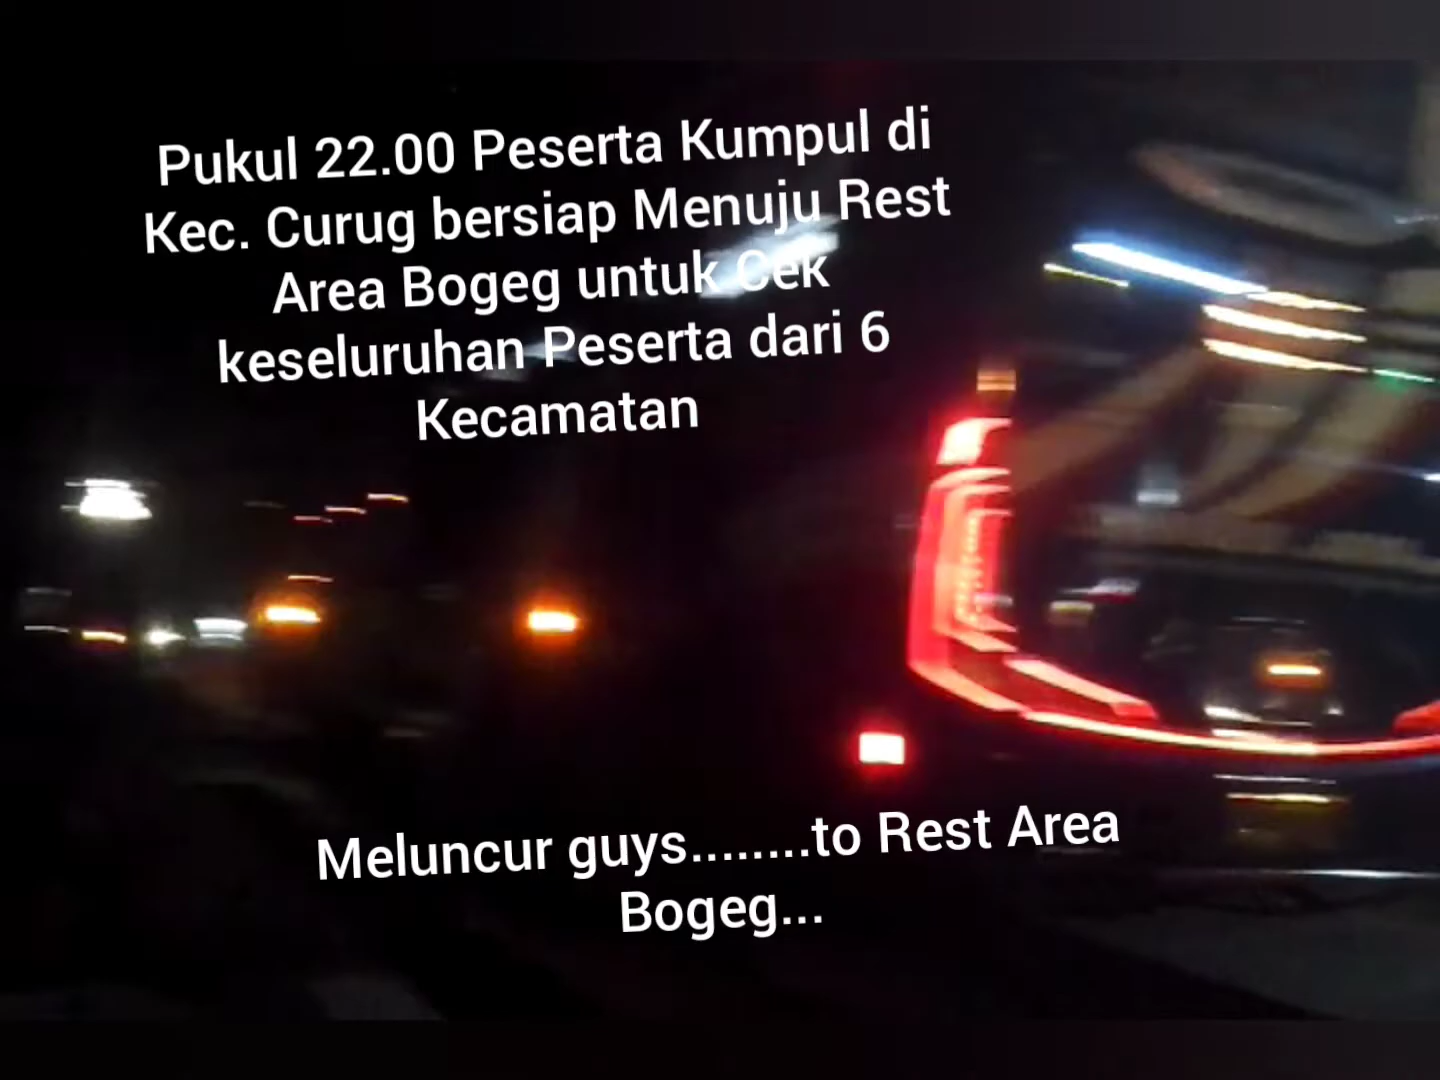 Pukul 22.00 Peserta Kumpul di
Kec. Curug bersiap Menuju Rest
Area Bogeg untuk Cek
keseluruhan Peserta dari 6
Kecamatan
Meluncur guys........to Rest Area
Bogeg...